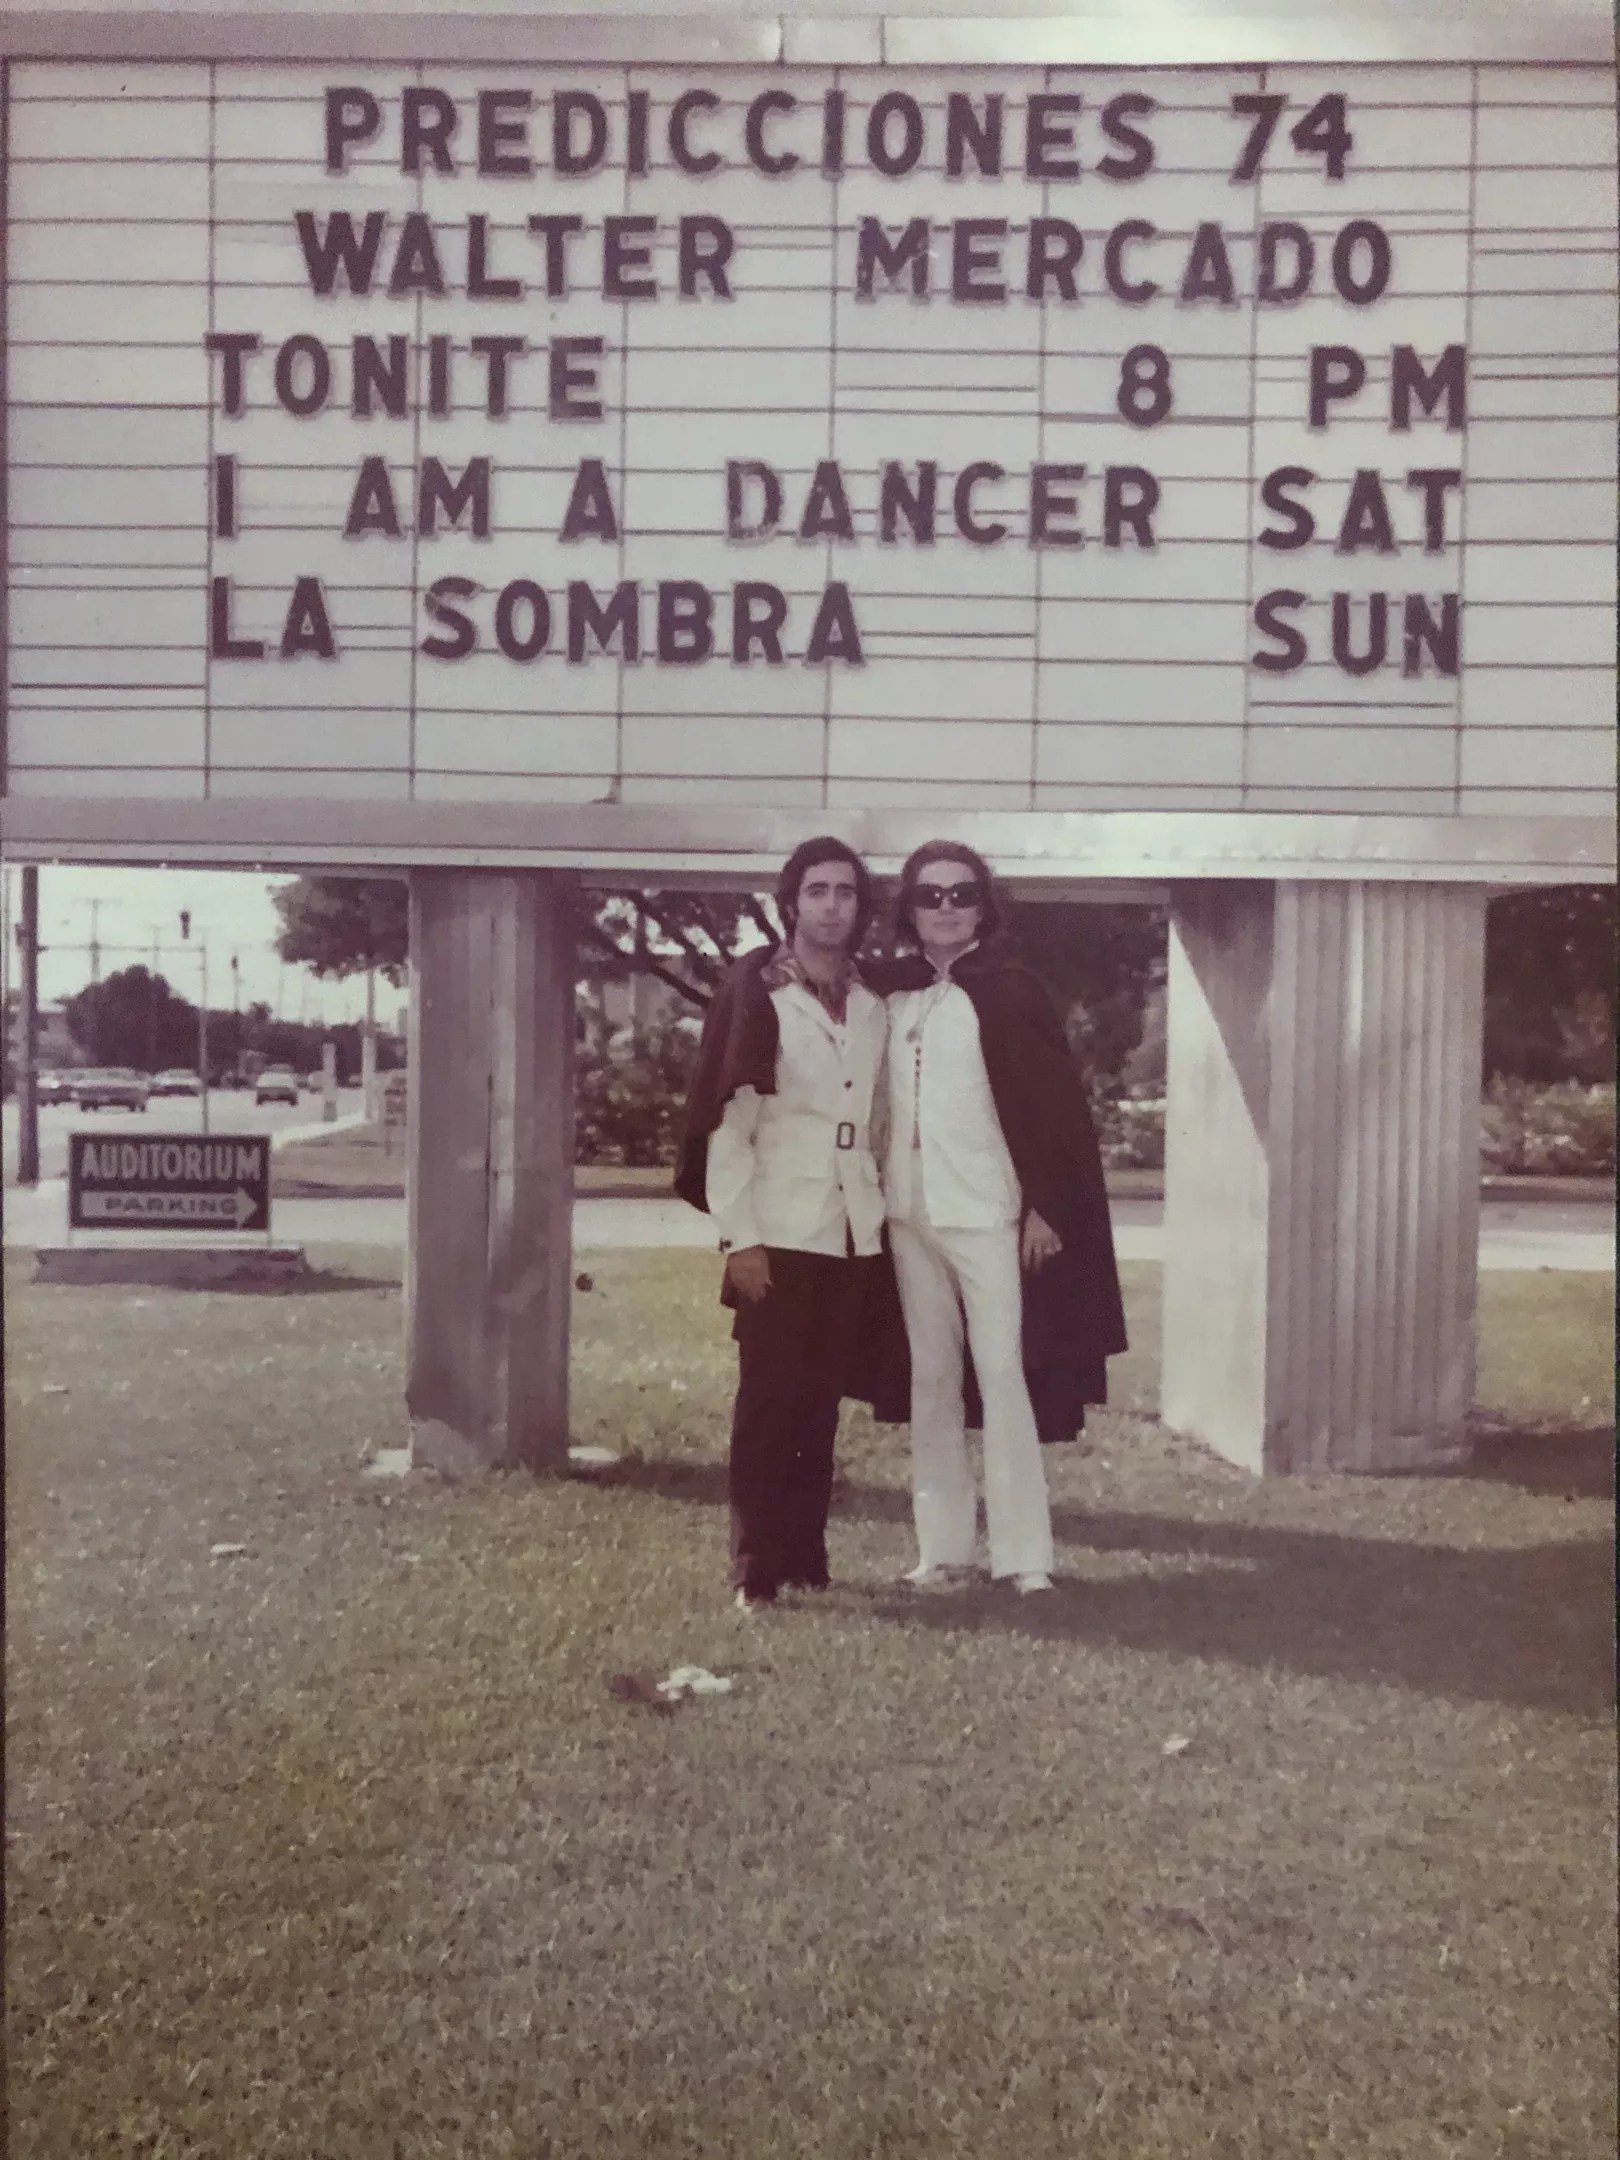 PREDICCIONES 74
WALTER MERCADO
TONITE 8 PM
I AM A DANCER SAT
LA SOMBRA SUN
AUDITORIUM
PARKING